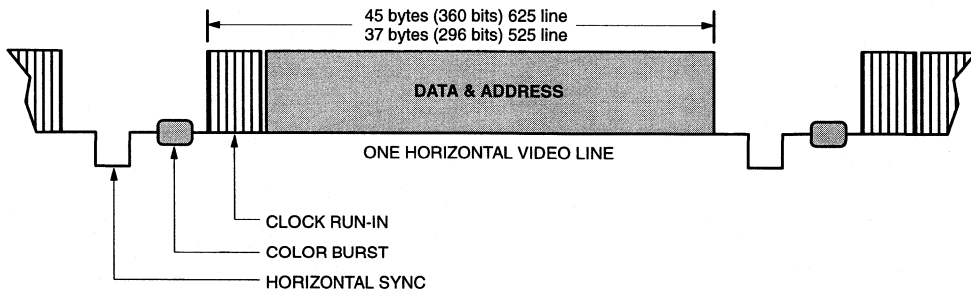 45 bytes (360 bits) 625 line
37 bytes (296 bits) 525 line
DATA & ADDRESS
ONE HORIZONTAL VIDEO LINE
CLOCK RUN-IN
COLOR BURST
HORIZONTAL SYNC